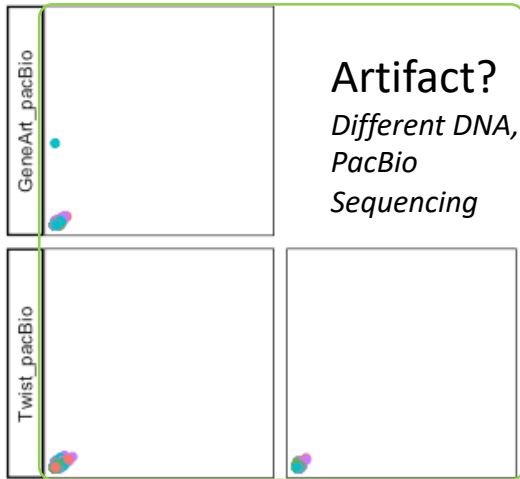 GeneArt_pacBio
Artifact?
Different DNA,
PacBio
Sequencing
Twist_pacBio